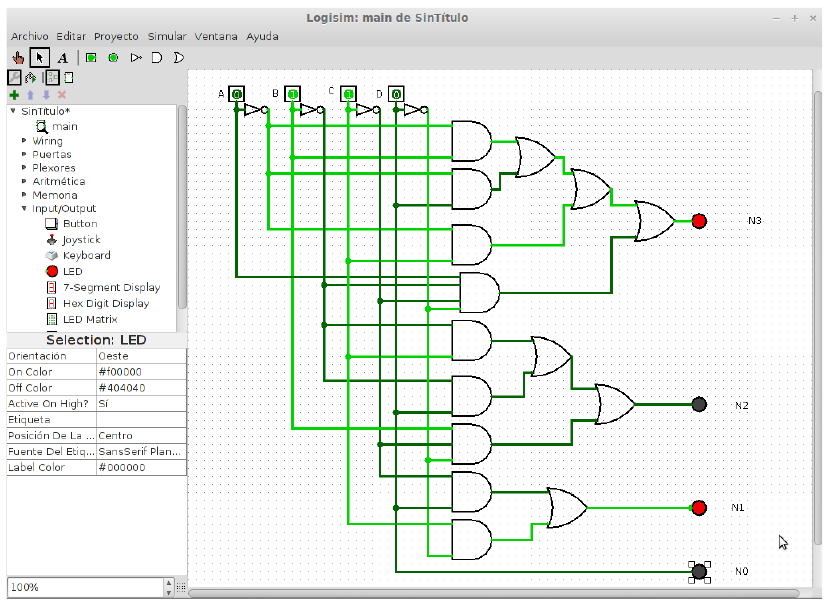 Logisim: main de SinTítulo
Archivo Editar Proyecto Simular Ventana Ayuda
A
SinTítulo*
main
Wiring
Puertas
Plexores
Aritmética
Memoria
Input/Output
Button
Joystick
Keyboard
LED
7-Segment Display
Hex Digit Display
LED Matrix
Selection: LED
Orientación Oeste
On Color #f00000
Off Color #404040
Active On High? Sí
Etiqueta
Posición De La ... Centro
Fuente Del Etiq... SansSerif Plan...
Label Color #000000
100%
A 0 B 1 C 1 D 0
N3
N2
N1
N0